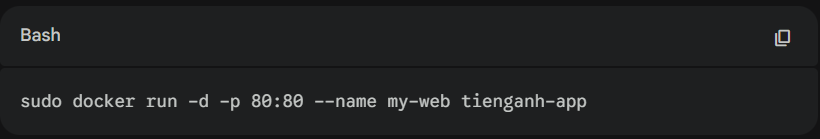 Bash
sudo docker run -d -p 80:80 --name my-web tienganh-app